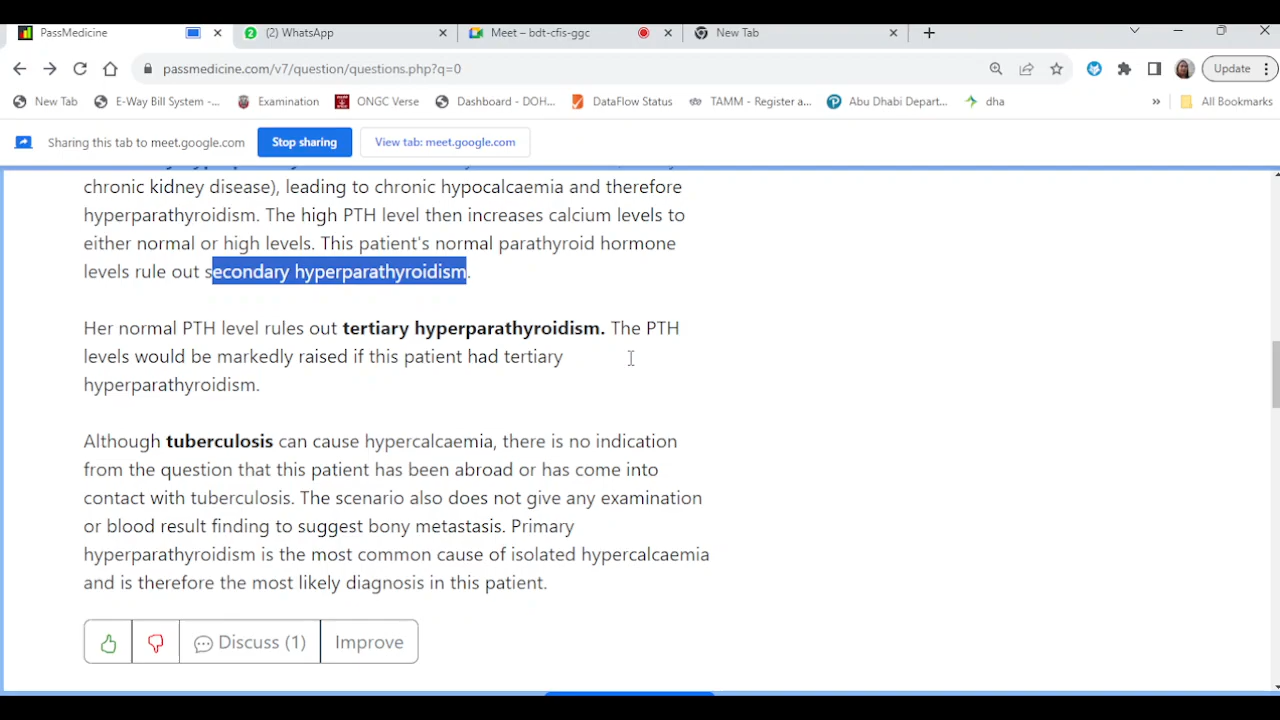 PassMedicine
(2) WhatsApp
Meet – bdt-cfis-ggc
New Tab
passmedicine.com/v7/question/questions.php?q=0
Update
New Tab
E-Way Bill System -...
Examination
ONGC Verse
Dashboard - DOH...
DataFlow Status
TAMM - Register a...
Abu Dhabi Depart...
dha
»
All Bookmarks
Sharing this tab to meet.google.com
Stop sharing
View tab: meet.google.com
chronic kidney disease), leading to chronic hypocalcaemia and therefore
hyperparathyroidism. The high PTH level then increases calcium levels to
either normal or high levels. This patient's normal parathyroid hormone
levels rule out secondary hyperparathyroidism.
Her normal PTH level rules out tertiary hyperparathyroidism. The PTH
levels would be markedly raised if this patient had tertiary
hyperparathyroidism.
Although tuberculosis can cause hypercalcaemia, there is no indication
from the question that this patient has been abroad or has come into
contact with tuberculosis. The scenario also does not give any examination
or blood result finding to suggest bony metastasis. Primary
hyperparathyroidism is the most common cause of isolated hypercalcaemia
and is therefore the most likely diagnosis in this patient.
Discuss (1)
Improve